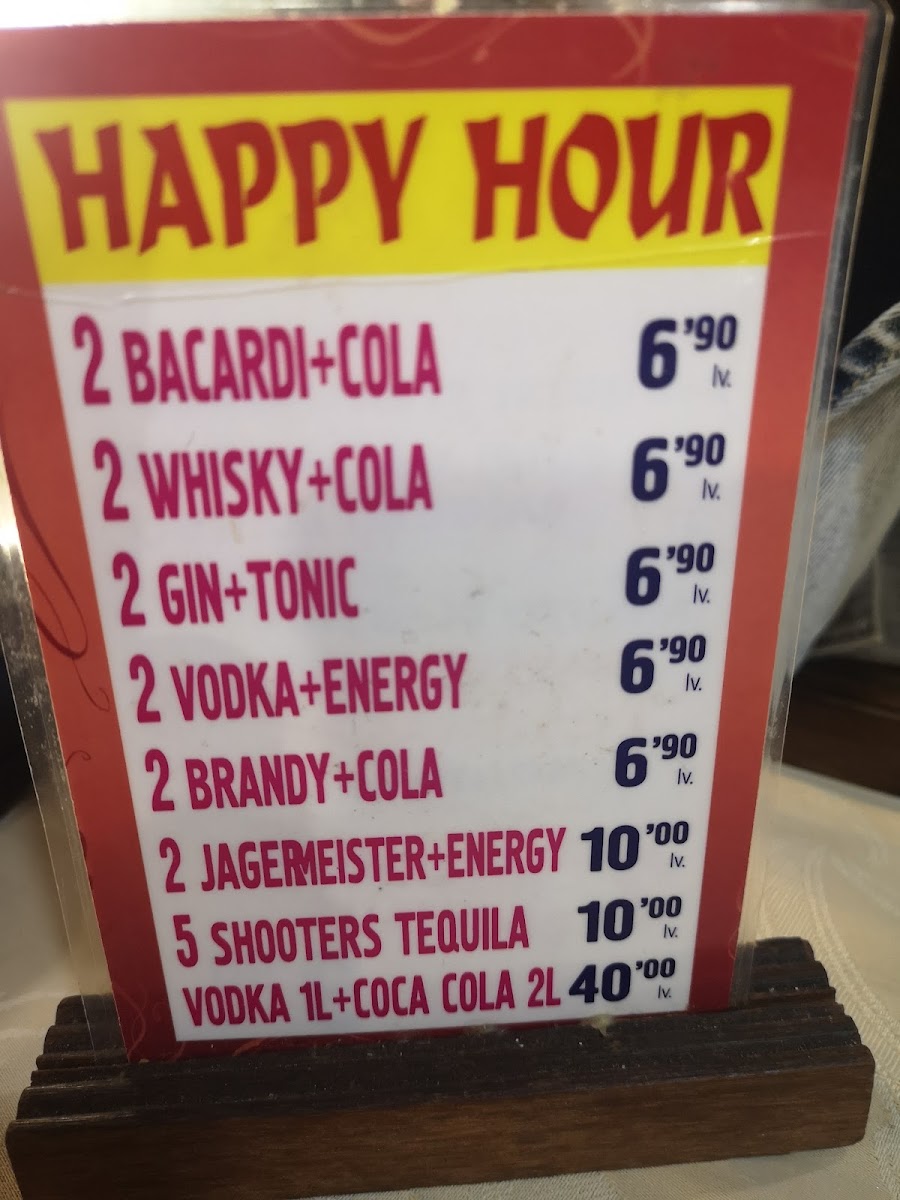 HAPPY HOUR
2 BACARDI+COLA 6'90 lv.
2 WHISKY+COLA 6'90 lv.
2 GIN+TONIC 6'90 lv.
2 VODKA+ENERGY 6'90 lv.
2 BRANDY+COLA 6'90 lv.
2 JAGERMEISTER+ENERGY 10'00 lv.
5 SHOOTERS TEQUILA 10'00 lv.
VODKA 1L+COCA COLA 2L 40'00 lv.